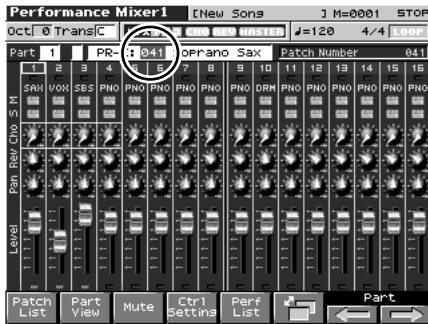 Performance Mixer1 [New Song ] M=0001 STOP
Oct 0 Trans C CHO REV MASTER ♩=120 4/4 LOOP
Part 1 PR- : 041 Soprano Sax Patch Number 041
1 2 3 4 5 6 7 8 9 10 11 12 13 14 15 16
SAX VOX SBS PNO PNO PNO PNO PNO PNO DRM PNO PNO PNO PNO PNO PNO
M
S
Cho
Rev
Pan
Level
Patch List Part View Mute Ctrl Setting Perf List Part